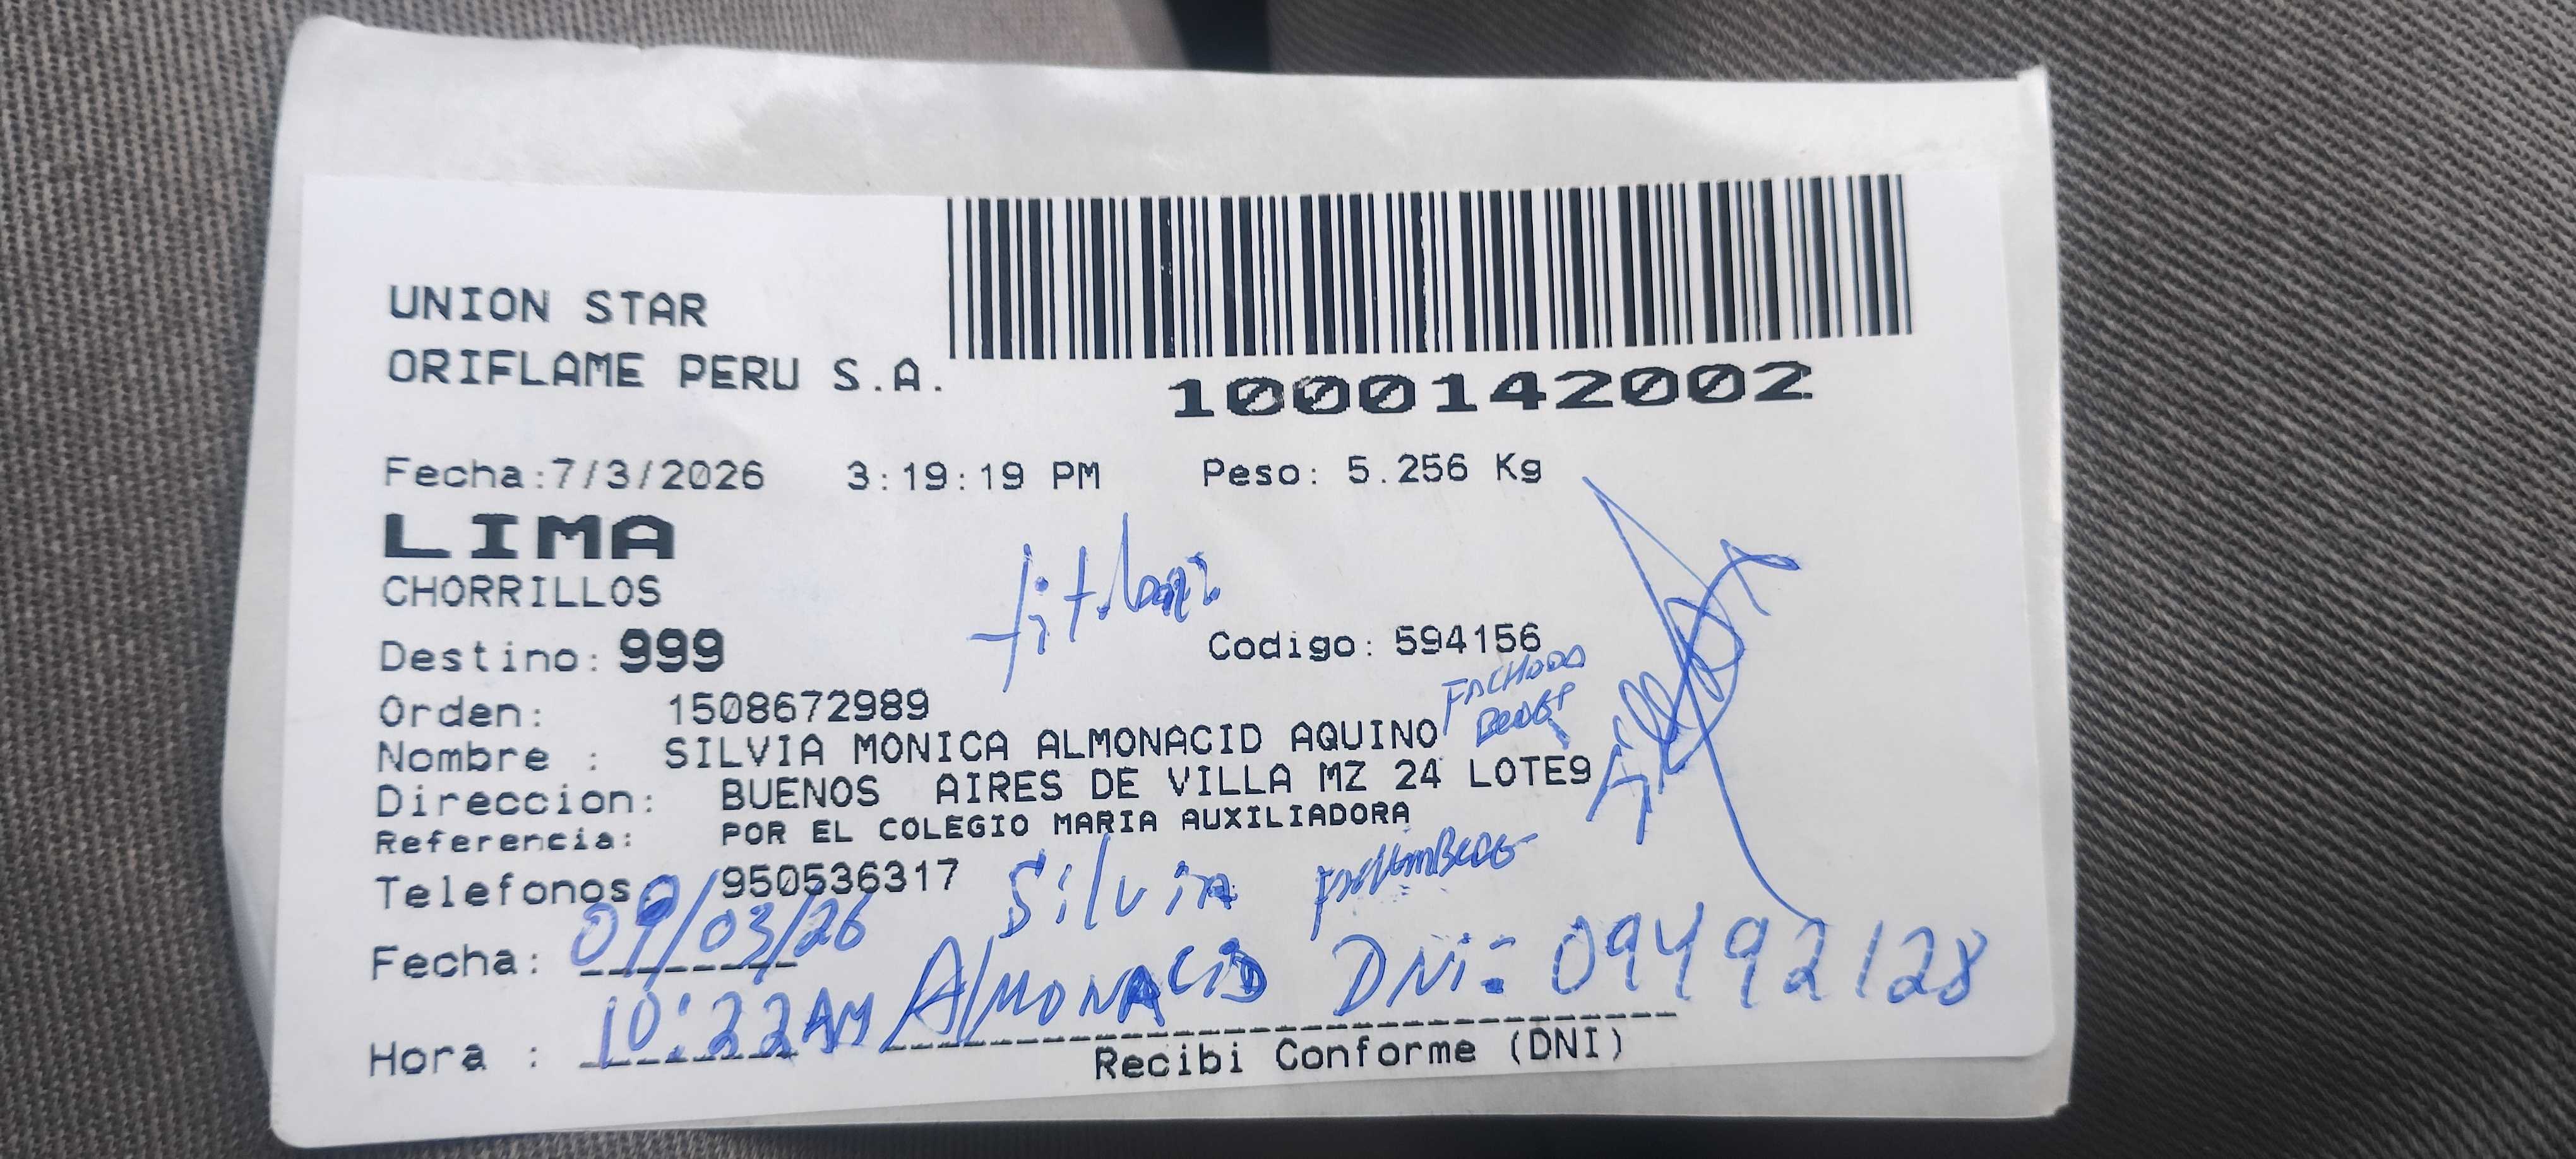 UNION STAR
ORIFLAME PERU S.A.
1000142002
Fecha:7/3/2026 3:19:19 PM Peso: 5.256 Kg
LIMA
CHORRILLOS
Destino: 999 Codigo: 594156
Orden: 1508672989
Nombre : SILVIA MONICA ALMONACID AQUINO
Direccion: BUENOS AIRES DE VILLA MZ 24 LOTE9
Referencia: POR EL COLEGIO MARIA AUXILIADORA
Telefonos 950536317 Silvia
Fecha: 09/03/26 AlMONACiD DNi: 09492128
Hora : 10:22AM
Recibi Conforme (DNI)